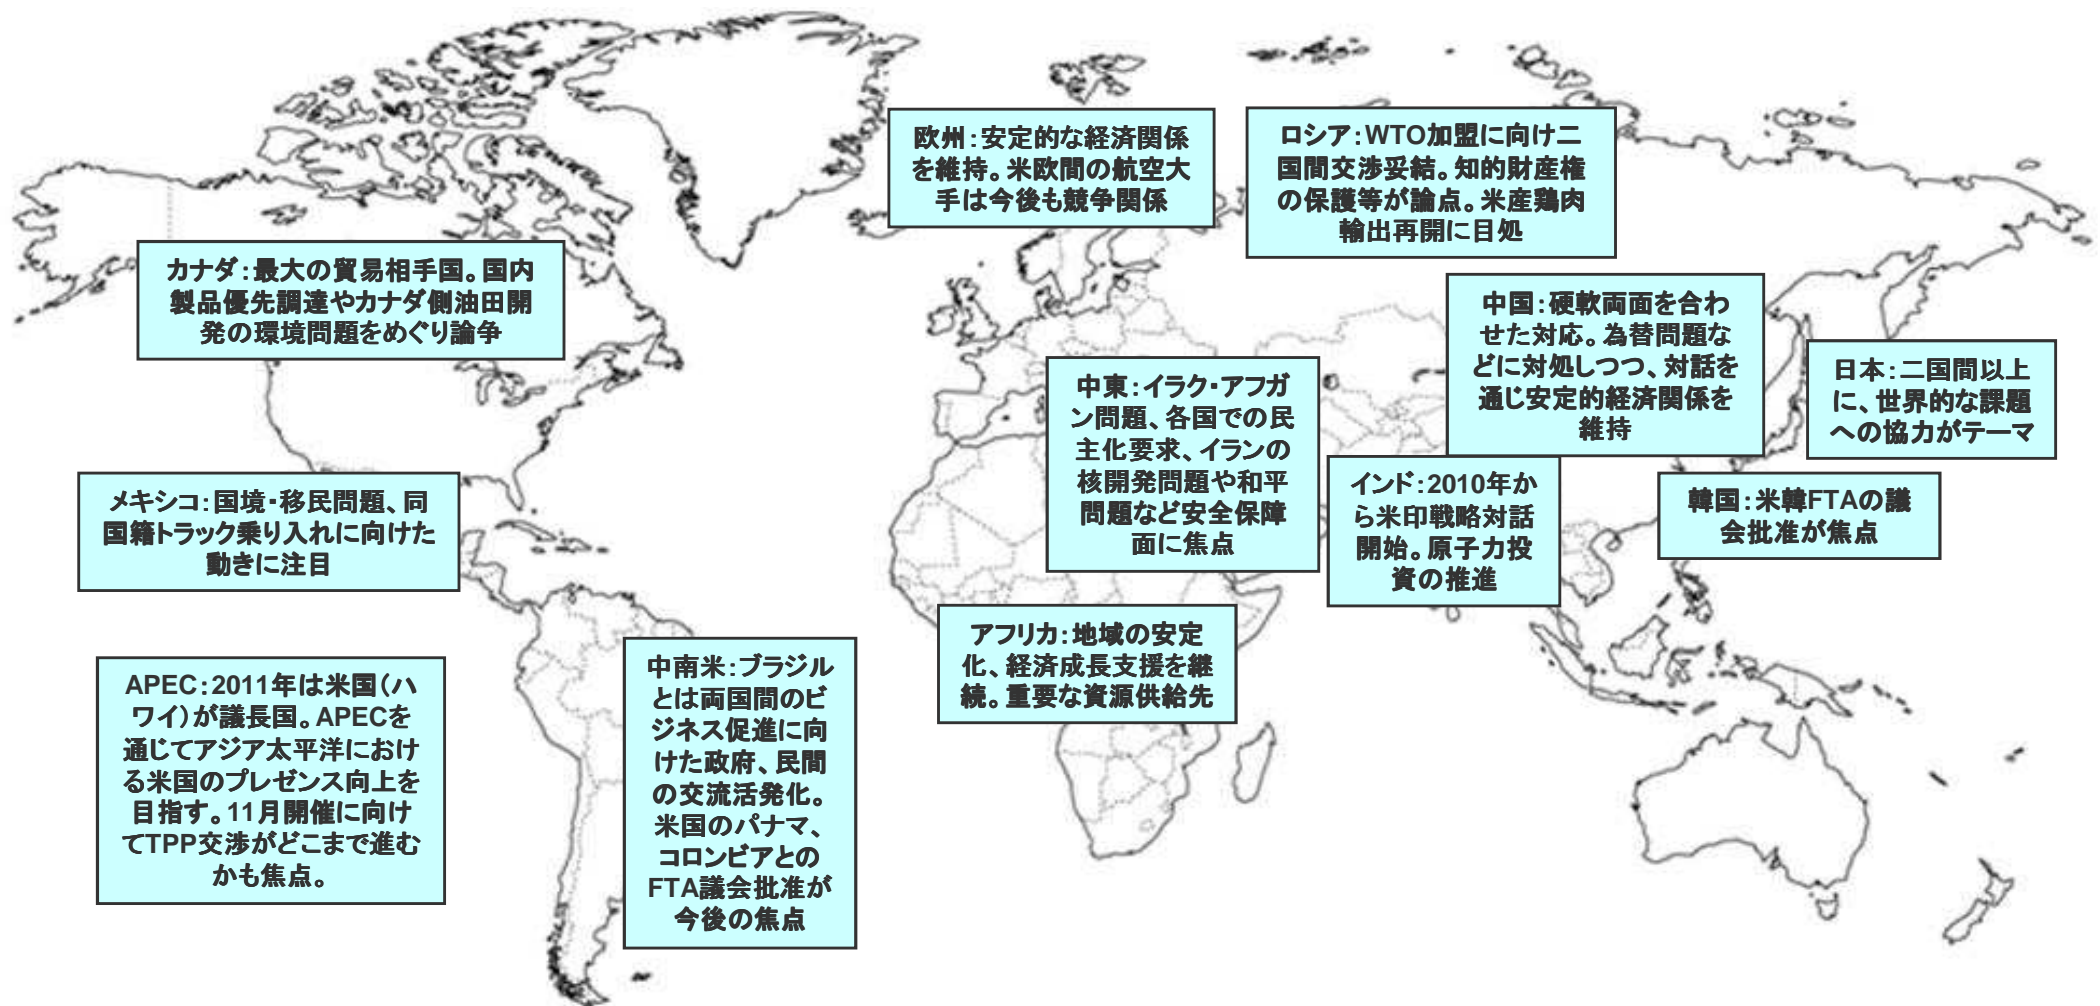 欧州：安定的な経済関係
を維持。米欧間の航空大
手は今後も競争関係
ロシア：WTO加盟に向け二
国間交渉妥結。知的財産権
の保護等が論点。米産鶏肉
輸出再開に目処
カナダ：最大の貿易相手国。国内
製品優先調達やカナダ側油田開
発の環境問題をめぐり論争
中国：硬軟両面を合わ
せた対応。為替問題な
どに対処しつつ、対話を
通じ安定的経済関係を
維持
日本：二国間以上
に、世界的な課題
への協力がテーマ
中東：イラク・アフガ
ン問題、各国での民
主化要求、イランの
核開発問題や和平
問題など安全保障
面に焦点
メキシコ：国境・移民問題、同
国籍トラック乗り入れに向けた
動きに注目
インド：2010年か
ら米印戦略対話
開始。原子力投
資の推進
韓国：米韓FTAの議
会批准が焦点
アフリカ：地域の安定
化、経済成長支援を継
続。重要な資源供給先
中南米：ブラジル
とは両国間のビ
ジネス促進に向
けた政府、民間
の交流活発化。
米国のパナマ、
コロンビアとの
FTA議会批准が
今後の焦点
APEC：2011年は米国（ハ
ワイ）が議長国。APECを
通じてアジア太平洋におけ
る米国のプレゼンス向上を
目指す。11月開催に向け
てTPP交渉がどこまで進む
かも焦点。